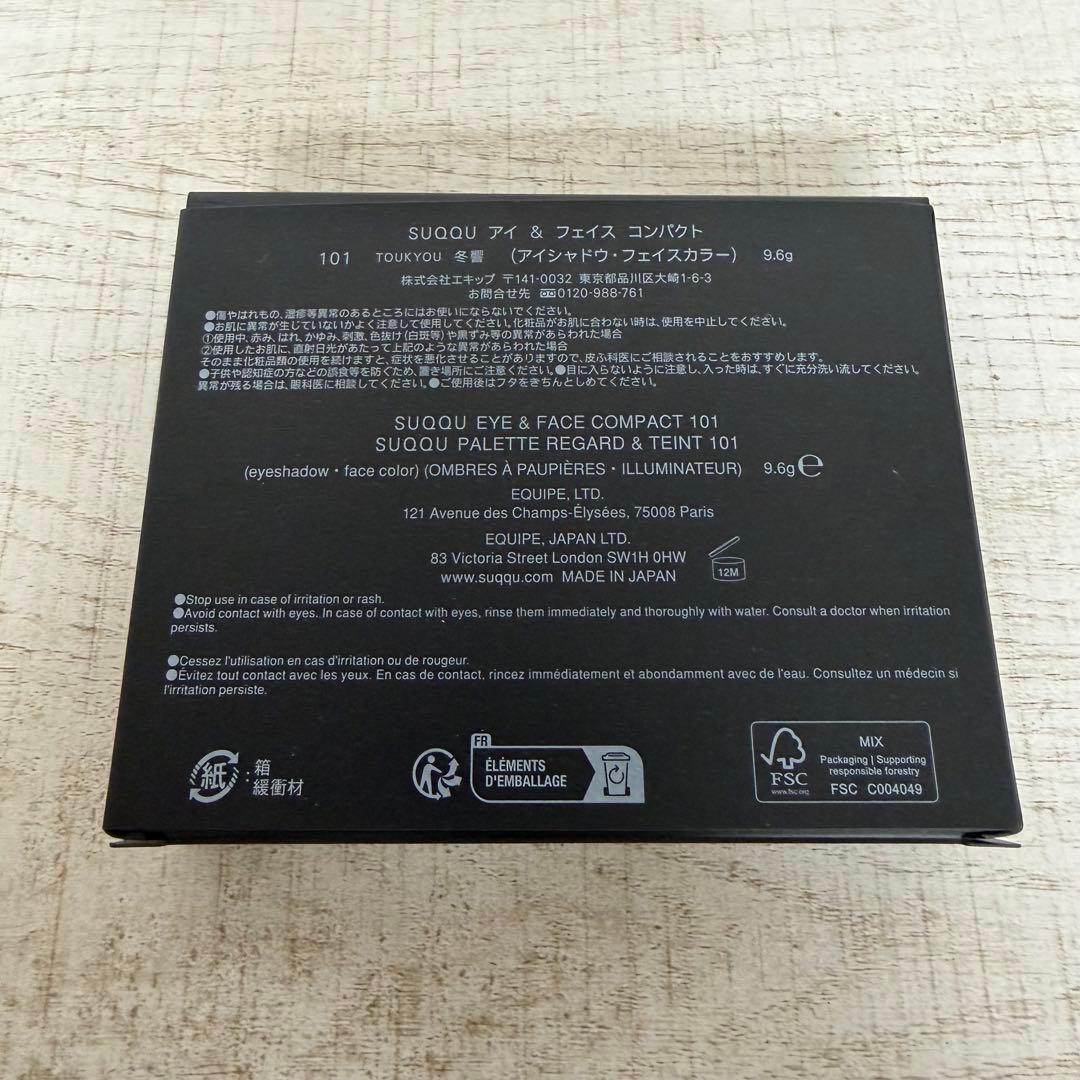 SUQQU アイ & フェイス コンパクト
101 TOUKYOU 冬響 (アイシャドウ・フェイスカラー) 9.6g
株式会社エキップ 〒141-0032 東京都品川区大崎1-6-3
お問合せ先 0120-988-761
●傷やはれもの、湿疹等異常のあるところにはお使いにならないでください。
●お肌に異常が生じていないかよく注意して使用してください。化粧品がお肌に合わない時は、使用を中止してください。
①使用中、赤み、はれ、かゆみ、刺激、色抜け(白斑等)や黒ずみ等の異常があらわれた場合
②使用したお肌に、直射日光があたって上記のような異常があらわれた場合
そのまま化粧品類の使用を続けますと、症状を悪化させることがありますので、皮ふ科医にご相談されることをおすすめします。
●子供や認知症の方などの誤食等を防ぐため、置き場所にご注意ください。●目に入らないように注意し、入った時は、すぐに充分洗い流してください。
異常が残る場合は、眼科医に相談してください。●ご使用後はフタをきちんとしめてください。
SUQQU EYE & FACE COMPACT 101
SUQQU PALETTE REGARD & TEINT 101
(eyeshadow・face color) (OMBRES À PAUPIÈRES・ILLUMINATEUR) 9.6g ℮
EQUIPE, LTD.
121 Avenue des Champs-Élysées, 75008 Paris
EQUIPE, JAPAN LTD.
83 Victoria Street London SW1H 0HW
www.suqqu.com MADE IN JAPAN
12M
●Stop use in case of irritation or rash.
●Avoid contact with eyes. In case of contact with eyes, rinse them immediately and thoroughly with water. Consult a doctor when irritation
persists.
●Cessez l'utilisation en cas d'irritation ou de rougeur.
●Évitez tout contact avec les yeux. En cas de contact, rincez immédiatement et abondamment avec de l'eau. Consultez un médecin si
l'irritation persiste.
紙 : 箱
緩衝材
FR
ÉLÉMENTS
D'EMBALLAGE
FSC
www.fsc.org
MIX
Packaging | Supporting
responsible forestry
FSC C004049